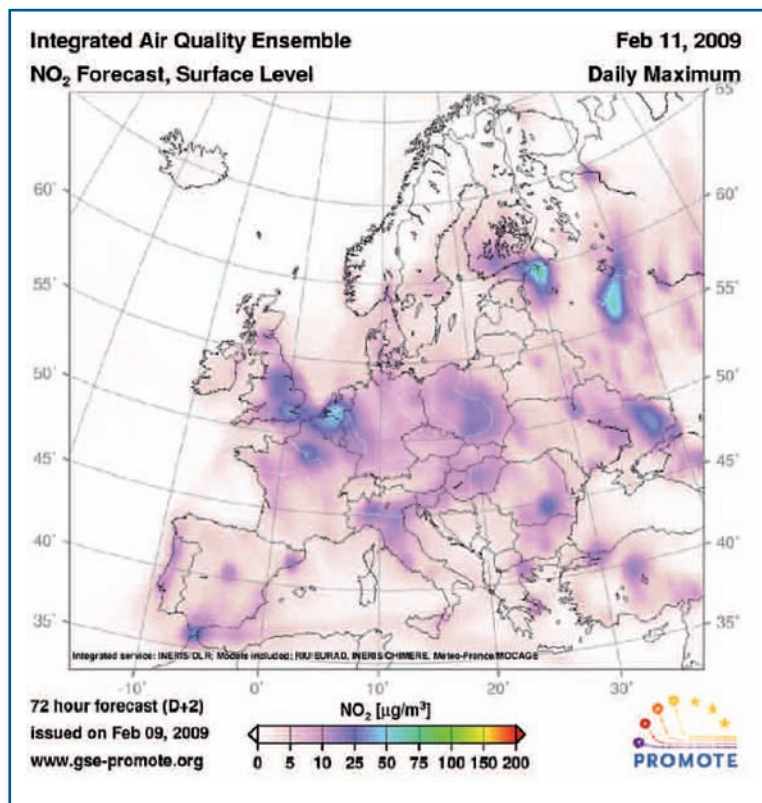 Integrated Air Quality Ensemble
Feb 11, 2009
NO₂ Forecast, Surface Level
Daily Maximum
65°
60°
60°
55°
55°
50°
50°
45°
45°
40°
40°
35°
35°
Integrated service: INERIS/DLR; Models included: RIU/EURAD, INERIS/CHIMERE, Meteo-France/MOCAGE
-10° 0° 10° 20° 30°
72 hour forecast (D+2)
issued on Feb 09, 2009
www.gse-promote.org
NO₂ [µg/m³]
0 5 10 25 50 75 100 150 200
PROMOTE